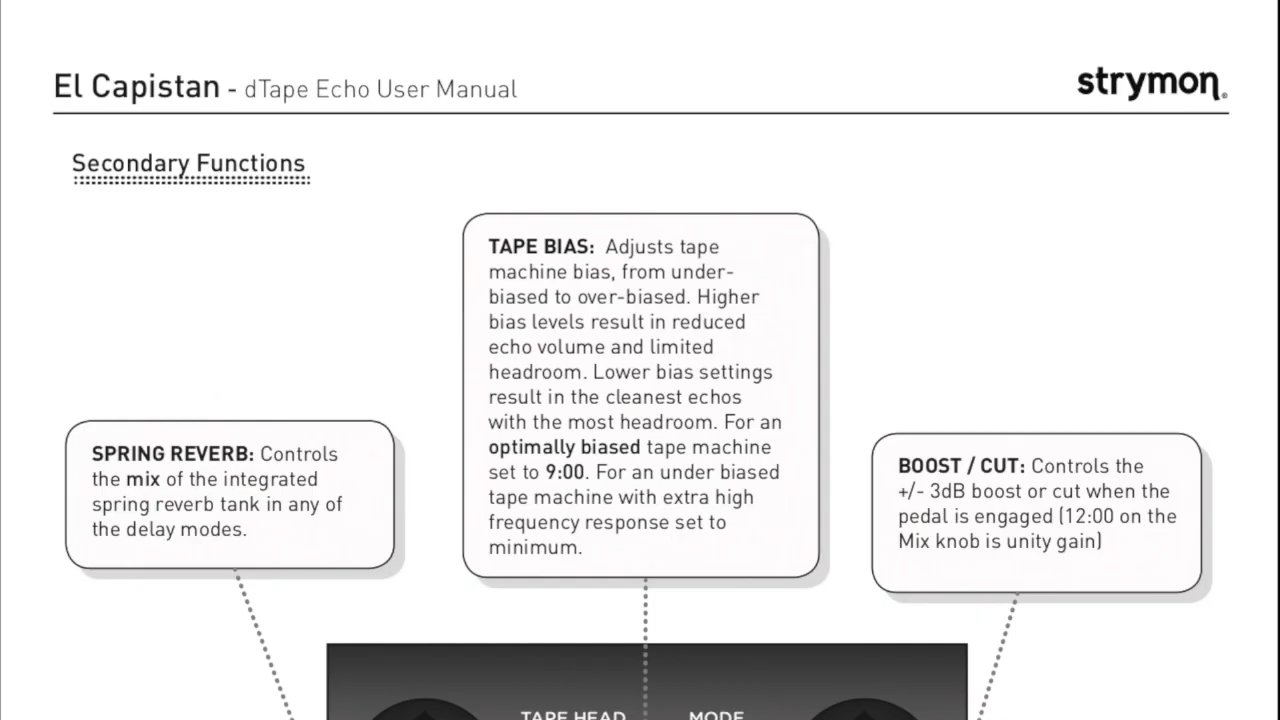 El Capistan - dTape Echo User Manual
strymon®
Secondary Functions
TAPE BIAS: Adjusts tape
machine bias, from under-
biased to over-biased. Higher
bias levels result in reduced
echo volume and limited
headroom. Lower bias settings
result in the cleanest echos
with the most headroom. For an
optimally biased tape machine
set to 9:00. For an under biased
tape machine with extra high
frequency response set to
minimum.
SPRING REVERB: Controls
the mix of the integrated
spring reverb tank in any of
the delay modes.
BOOST / CUT: Controls the
+/- 3dB boost or cut when the
pedal is engaged (12:00 on the
Mix knob is unity gain)
TAPE HEAD
MODE